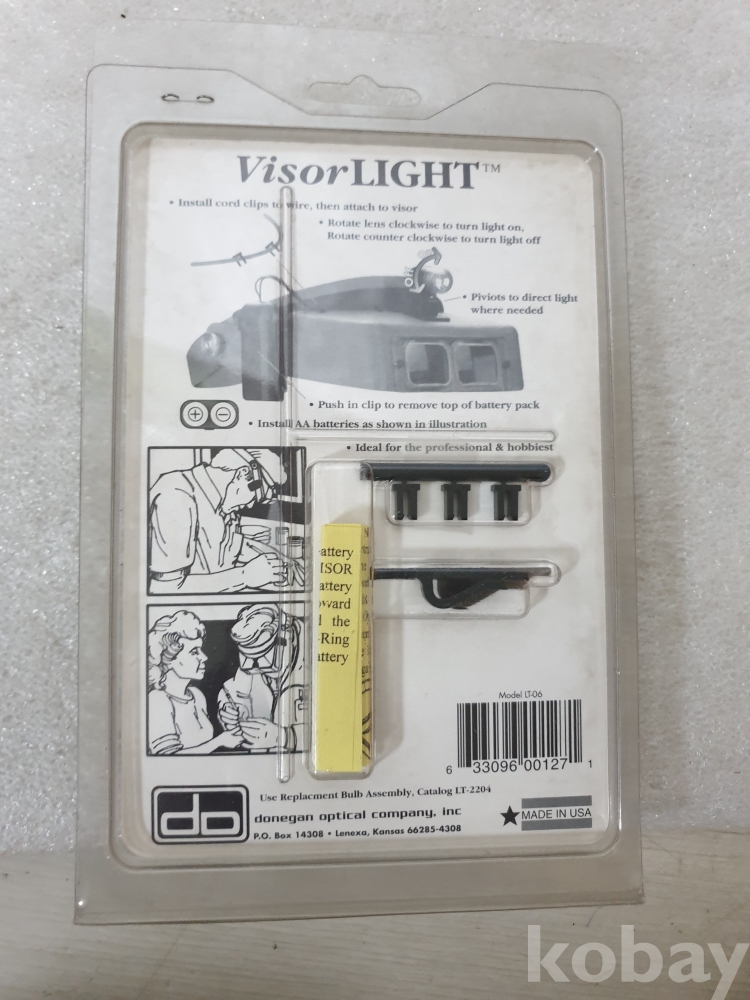 VisorLIGHT™
• Install cord clips to wire, then attach to visor
• Rotate lens clockwise to turn light on,
Rotate counter clockwise to turn light off
On
Off
• Piviots to direct light
where needed
• Push in clip to remove top of battery pack
+ −
• Install AA batteries as shown in illustration
• Ideal for the professional & hobbiest
attery
ISOR
attery
oward
l the
-Ring
attery
Model LT-06
6 33096 00127 1
Use Replacment Bulb Assembly, Catalog LT-2204
do
donegan optical company, inc
P.O. Box 14308 • Lenexa, Kansas 66285-4308
★ MADE IN USA
kobay